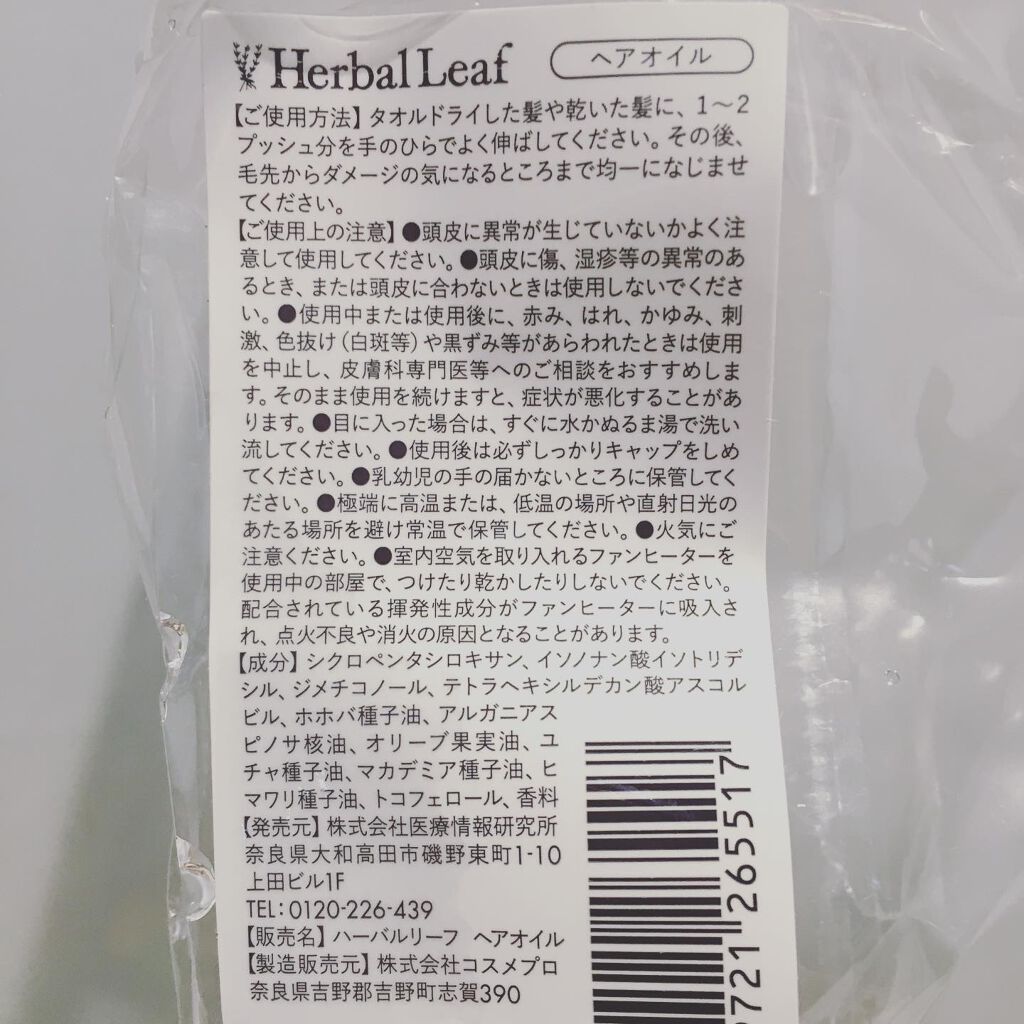 Herbal Leaf ヘアオイル
【ご使用方法】タオルドライした髪や乾いた髪に、1～2
プッシュ分を手のひらでよく伸ばしてください。その後、
毛先からダメージの気になるところまで均一になじませ
てください。
【ご使用上の注意】●頭皮に異常が生じていないかよく注
意して使用してください。●頭皮に傷、湿疹等の異常のあ
るとき、または頭皮に合わないときは使用しないでくださ
い。●使用中または使用後に、赤み、はれ、かゆみ、刺
激、色抜け（白斑等）や黒ずみ等があらわれたときは使用
を中止し、皮膚科専門医等へのご相談をおすすめしま
す。そのまま使用を続けますと、症状が悪化することがあ
ります。●目に入った場合は、すぐに水かぬるま湯で洗い
流してください。●使用後は必ずしっかりキャップをしめ
てください。●乳幼児の手の届かないところに保管してく
ださい。●極端に高温または、低温の場所や直射日光の
あたる場所を避け常温で保管してください。●火気にご
注意ください。●室内空気を取り入れるファンヒーターを
使用中の部屋で、つけたり乾かしたりしないでください。
配合されている揮発性成分がファンヒーターに吸入さ
れ、点火不良や消火の原因となることがあります。
【成分】シクロペンタシロキサン、イソノナン酸イソトリデ
シル、ジメチコノール、テトラヘキシルデカン酸アスコル
ビル、ホホバ種子油、アルガニアス
ピノサ核油、オリーブ果実油、ユ
チャ種子油、マカデミア種子油、ヒ
マワリ種子油、トコフェロール、香料
【発売元】株式会社医療情報研究所
奈良県大和高田市磯野東町1-10
上田ビル1F
TEL：0120-226-439
【販売名】ハーバルリーフ ヘアオイル
【製造販売元】株式会社コスメプロ
奈良県吉野郡吉野町志賀390
721265517